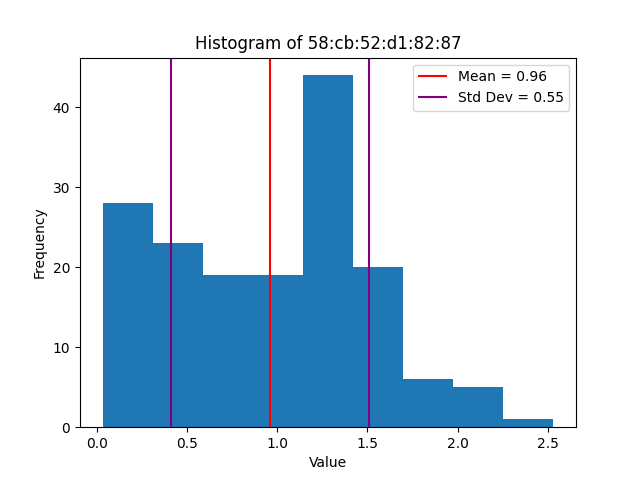 Histogram of 58:cb:52:d1:82:87
Mean = 0.96
Std Dev = 0.55
Frequency
40
30
20
10
0
0.0 0.5 1.0 1.5 2.0 2.5
Value